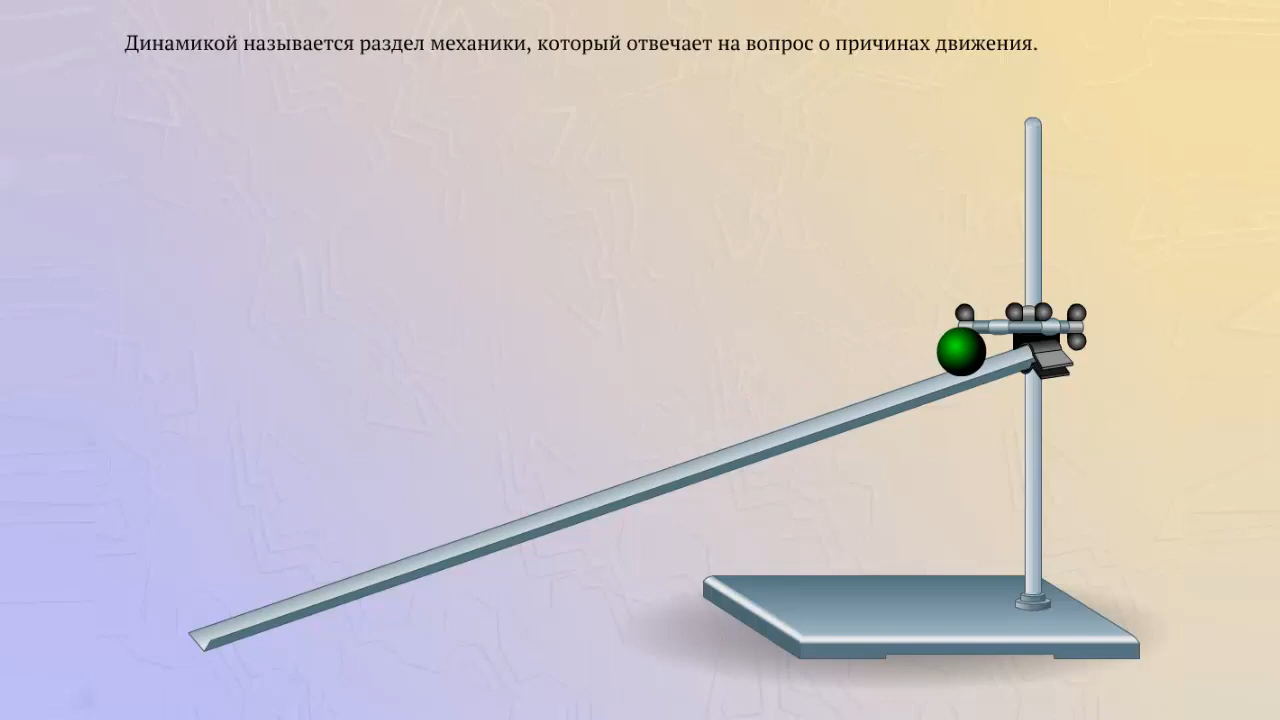 Динамикой называется раздел механики, который отвечает на вопрос о причинах движения.